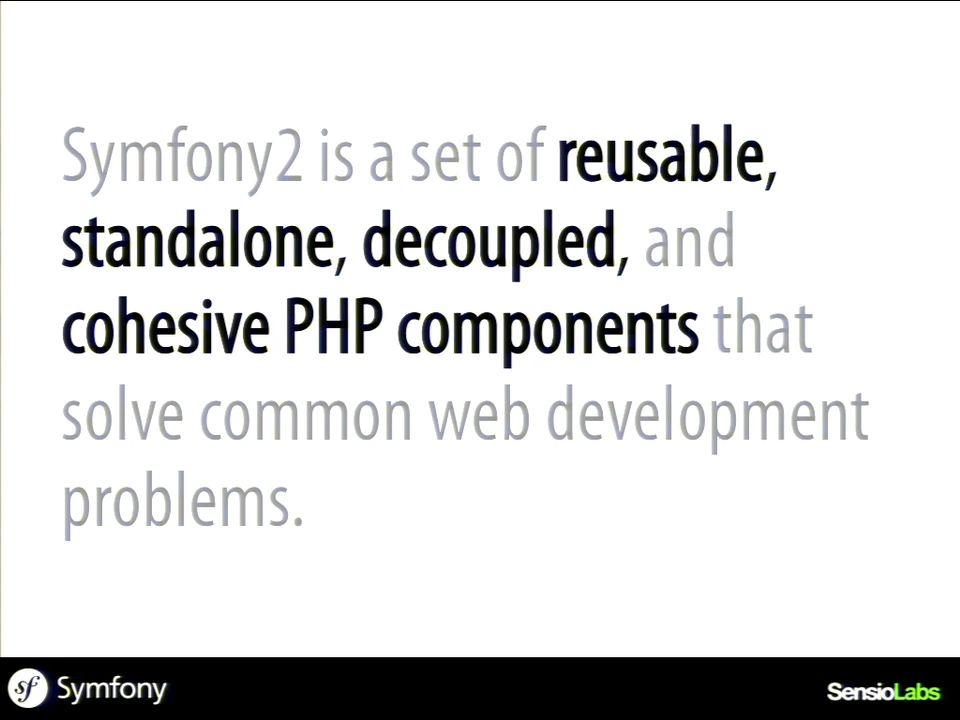 Symfony2 is a set of reusable,
standalone, decoupled, and
cohesive PHP components that
solve common web development
problems.
sf Symfony
SensioLabs